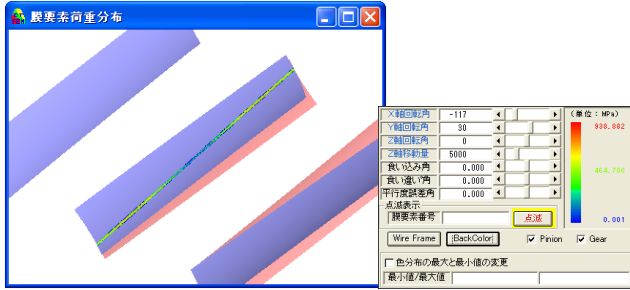 膜要素荷重分布
X軸回転角 -117
Y軸回転角 30
Z軸回転角 0
Z軸移動量 5000
食い込み角 0.000
食い違い角 0.000
平行度誤差角 0.000
点滅表示
膜要素番号 点滅
Wire Frame BackColor Pinion Gear
色分布の最大と最小値の変更
最小値/最大値
(単位:MPa)
938.882
0.001